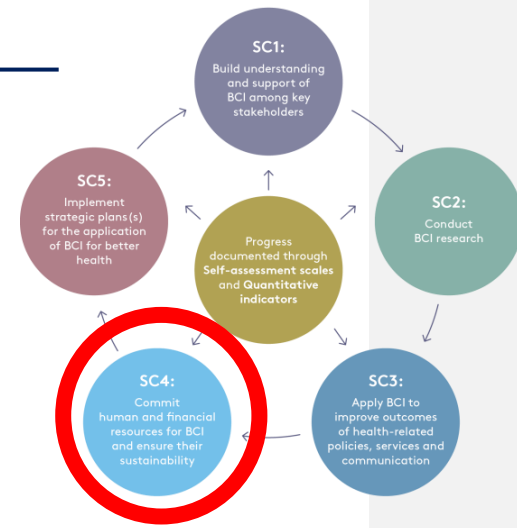 SC1:
Build understanding
and support of
BCI among key
stakeholders
SC5:
Implement
strategic plans(s)
for the application
of BCI for better
health
SC2:
Conduct
BCI research
Progress
documented through
Self-assessment scales
and Quantitative
indicators
SC4:
Commit
human and financial
resources for BCI
and ensure their
sustainability
SC3:
Apply BCI to
improve outcomes
of health-related
policies, services and
communication